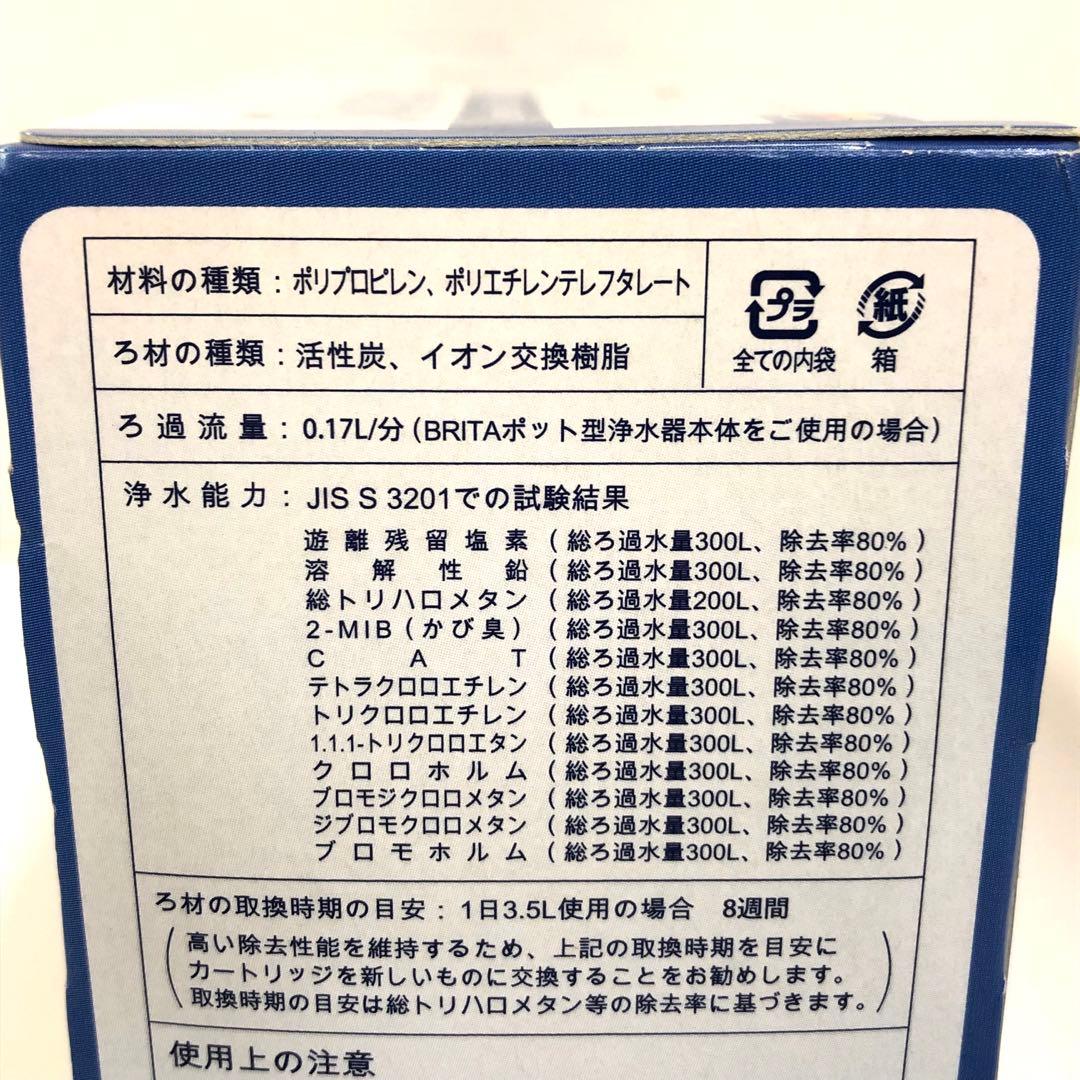 材料の種類：ポリプロピレン、ポリエチレンテレフタレート
プラ
紙
全ての内袋
箱
ろ材の種類：活性炭、イオン交換樹脂
ろ過流量：0.17L/分（BRITAポット型浄水器本体をご使用の場合）
浄水能力：JIS S 3201での試験結果
遊離残留塩素（総ろ過水量300L、除去率80%）
溶解性鉛（総ろ過水量300L、除去率80%）
総トリハロメタン（総ろ過水量200L、除去率80%）
2-MIB（かび臭）（総ろ過水量300L、除去率80%）
CAT（総ろ過水量300L、除去率80%）
テトラクロロエチレン（総ろ過水量300L、除去率80%）
トリクロロエチレン（総ろ過水量300L、除去率80%）
1.1.1-トリクロロエタン（総ろ過水量300L、除去率80%）
クロロホルム（総ろ過水量300L、除去率80%）
ブロモジクロロメタン（総ろ過水量300L、除去率80%）
ジブロモクロロメタン（総ろ過水量300L、除去率80%）
ブロモホルム（総ろ過水量300L、除去率80%）
ろ材の取換時期の目安：1日3.5L使用の場合 8週間
（高い除去性能を維持するため、上記の取換時期を目安に
カートリッジを新しいものに交換することをお勧めします。
取換時期の目安は総トリハロメタン等の除去率に基づきます。）
使用上の注意